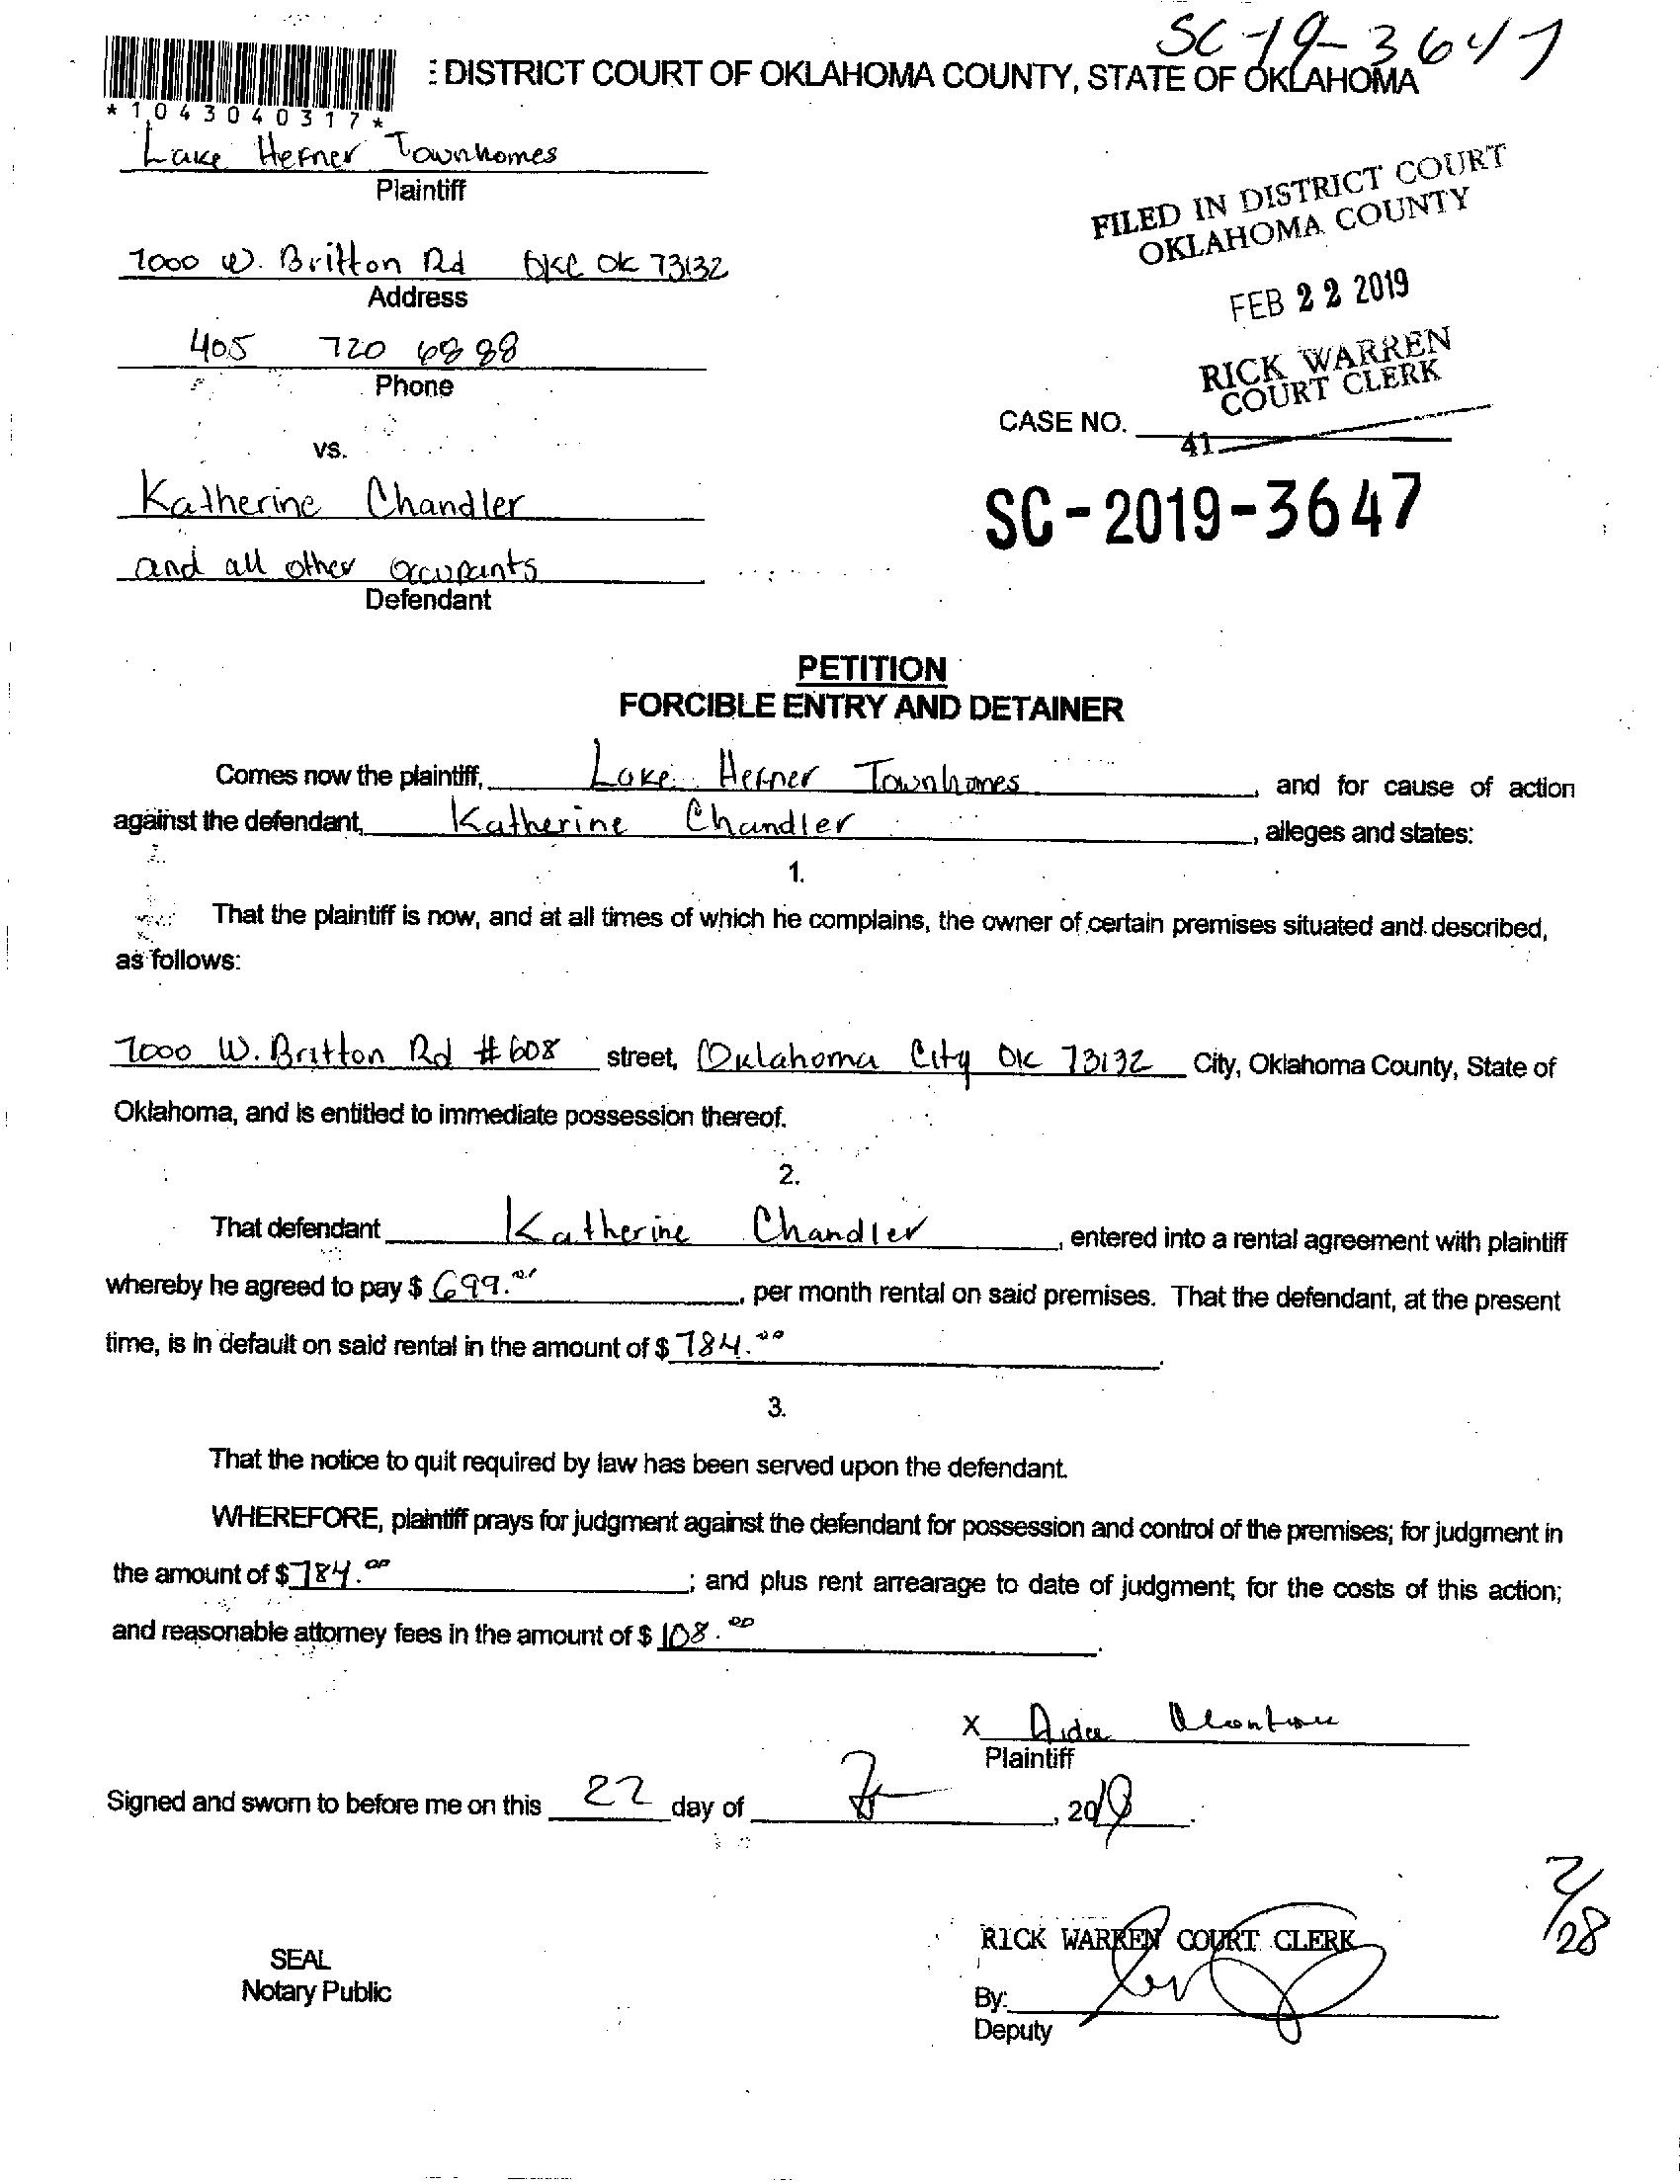 SC-19-3647
: DISTRICT COURT OF OKLAHOMA COUNTY, STATE OF OKLAHOMA
* 1 0 4 3 0 4 0 3 1 7 *
Lake Hefner Townhomes
Plaintiff
FILED IN DISTRICT COURT
OKLAHOMA COUNTY
7000 W. Britton Rd OKC OK 73132
Address
FEB 22 2019
405 720 6888
Phone
RICK WARREN
COURT CLERK
CASE NO.
41
vs.
Katherine Chandler
SC-2019-3647
and all other occupants
Defendant
PETITION
FORCIBLE ENTRY AND DETAINER
Comes now the plaintiff, Lake Hefner Townhomes, and for cause of action
against the defendant, Katherine Chandler, alleges and states:
1.
That the plaintiff is now, and at all times of which he complains, the owner of certain premises situated and described,
as follows:
7000 W. Britton Rd #608 street, Oklahoma City OK 73132 City, Oklahoma County, State of
Oklahoma, and is entitled to immediate possession thereof.
2.
That defendant Katherine Chandler, entered into a rental agreement with plaintiff
whereby he agreed to pay $ 699.00, per month rental on said premises. That the defendant, at the present
time, is in default on said rental in the amount of $ 784.00.
3.
That the notice to quit required by law has been served upon the defendant.
WHEREFORE, plaintiff prays for judgment against the defendant for possession and control of the premises; for judgment in
the amount of $ 784.00; and plus rent arrearage to date of judgment; for the costs of this action;
and reasonable attorney fees in the amount of $ 108.00.
X Aida
Plaintiff
Signed and sworn to before me on this 22 day of , 2019.
2/28
RICK WARREN COURT CLERK
SEAL
Notary Public
By:
Deputy